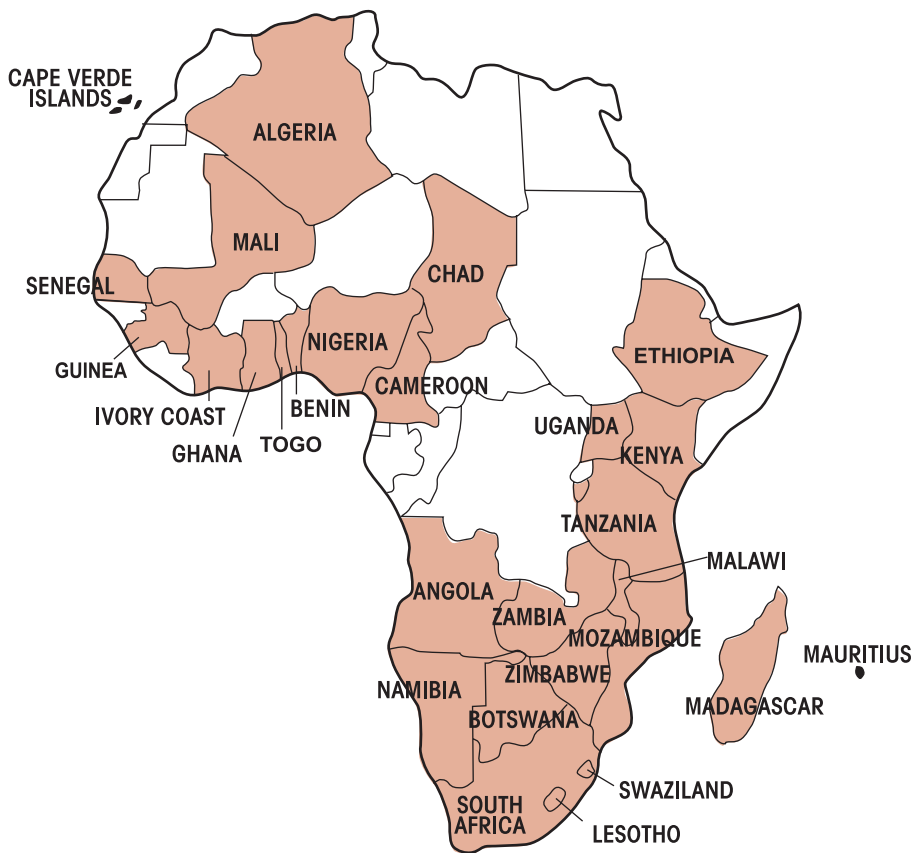 CAPE VERDE
ISLANDS
ALGERIA
MALI
CHAD
SENEGAL
NIGERIA
ETHIOPIA
GUINEA
CAMEROON
IVORY COAST
BENIN
GHANA
TOGO
UGANDA
KENYA
TANZANIA
MALAWI
ANGOLA
ZAMBIA
MOZAMBIQUE
MAURITIUS
ZIMBABWE
NAMIBIA
MADAGASCAR
BOTSWANA
SWAZILAND
SOUTH
AFRICA
LESOTHO